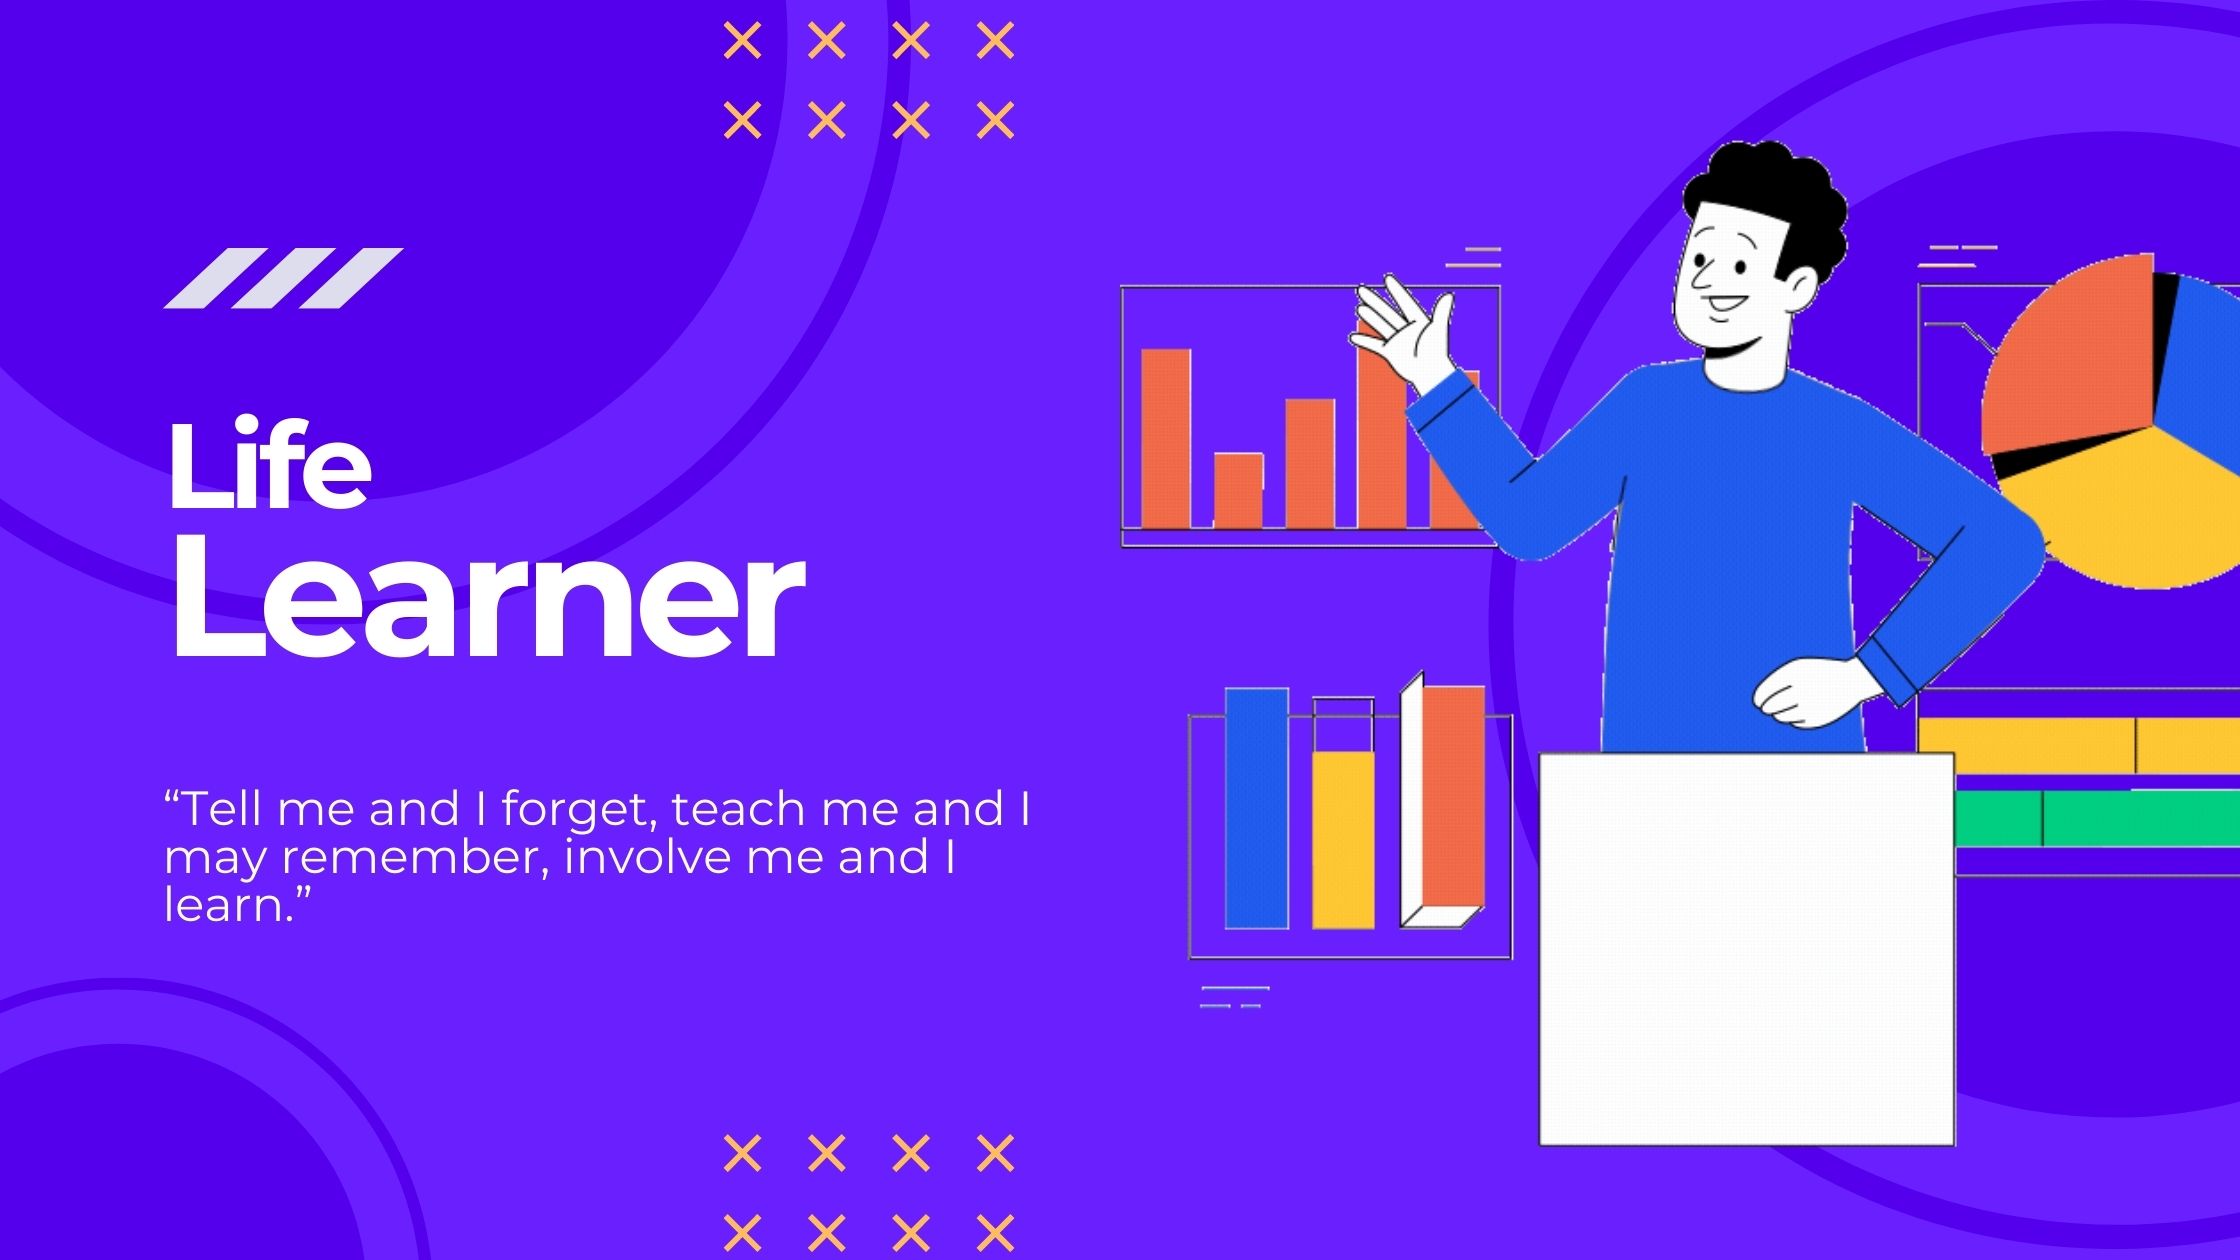 Life
Learner
“Tell me and I forget, teach me and I
may remember, involve me and I
learn.”